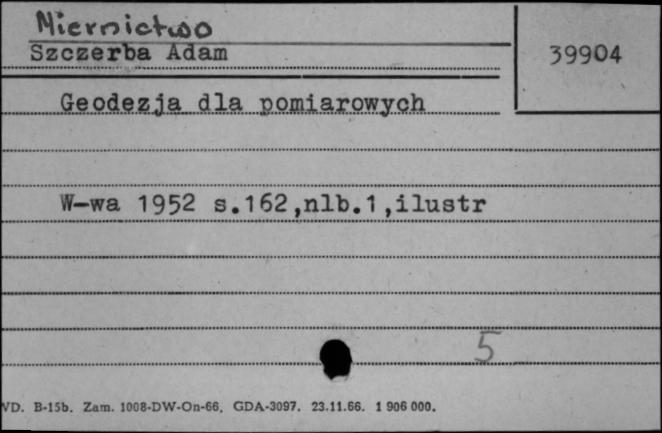 Miernictwo
Szczerba Adam
39904
Geodezja dla pomiarowych
W-wa 1952 s.162,nlb.1,ilustr
5
VD. B-15b. Zam. 1008-DW-On-66. GDA-3097. 23.11.66. 1 906 000.